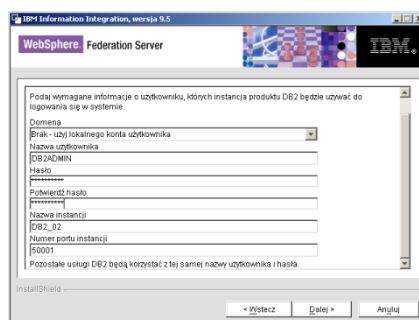 IBM Information Integration, wersja 9.5
WebSphere. Federation Server
IBM.
Podaj wymagane informacje o użytkowniku, których instancja produktu DB2 będzie używać do
logowania się w systemie.
Domena
Brak - użyj lokalnego konta użytkownika
Nazwa użytkownika
DB2ADMIN
Hasło
**********
Potwierdź hasło
**********
Nazwa instancji
DB2_02
Numer portu instancji
50001
Pozostałe usługi DB2 będą korzystać z tej samej nazwy użytkownika i hasła.
InstallShield
< Wstecz
Dalej >
Anuluj